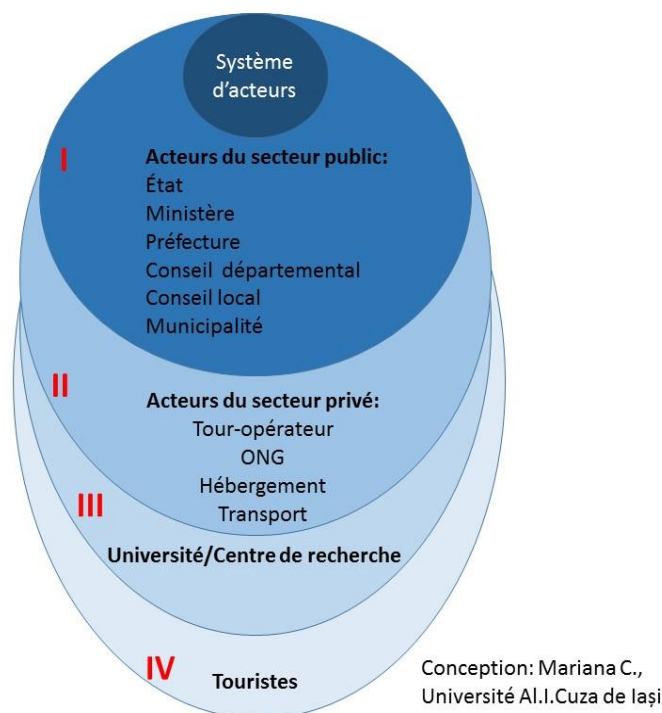 Système
d'acteurs
I
Acteurs du secteur public:
État
Ministère
Préfecture
Conseil départemental
Conseil local
Municipalité
II
Acteurs du secteur privé:
Tour-opérateur
ONG
Hébergement
Transport
III
Université/Centre de recherche
IV
Touristes
Conception: Mariana C.,
Université Al.I.Cuza de Iași